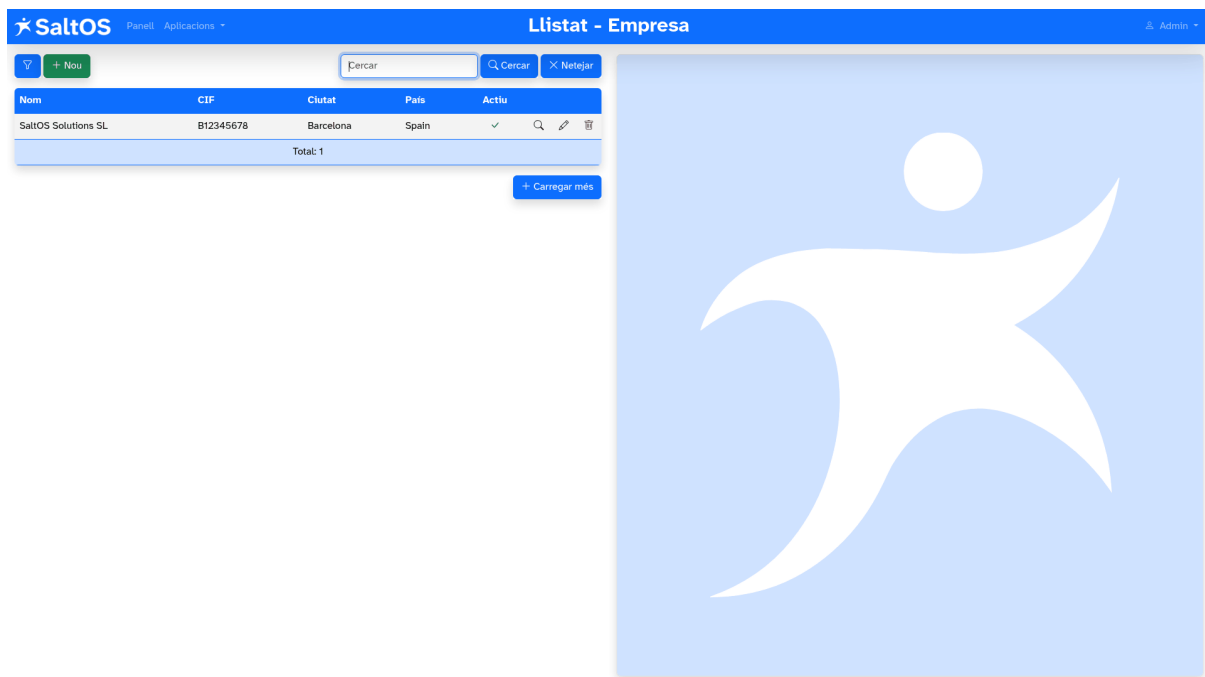 SaltOS Panell Aplicacions Llistat - Empresa Admin
+ Nou Cercar Cercar Netejar
Nom CIF Ciutat País Actiu
SaltOS Solutions SL B12345678 Barcelona Spain
Total: 1
+ Carregar més